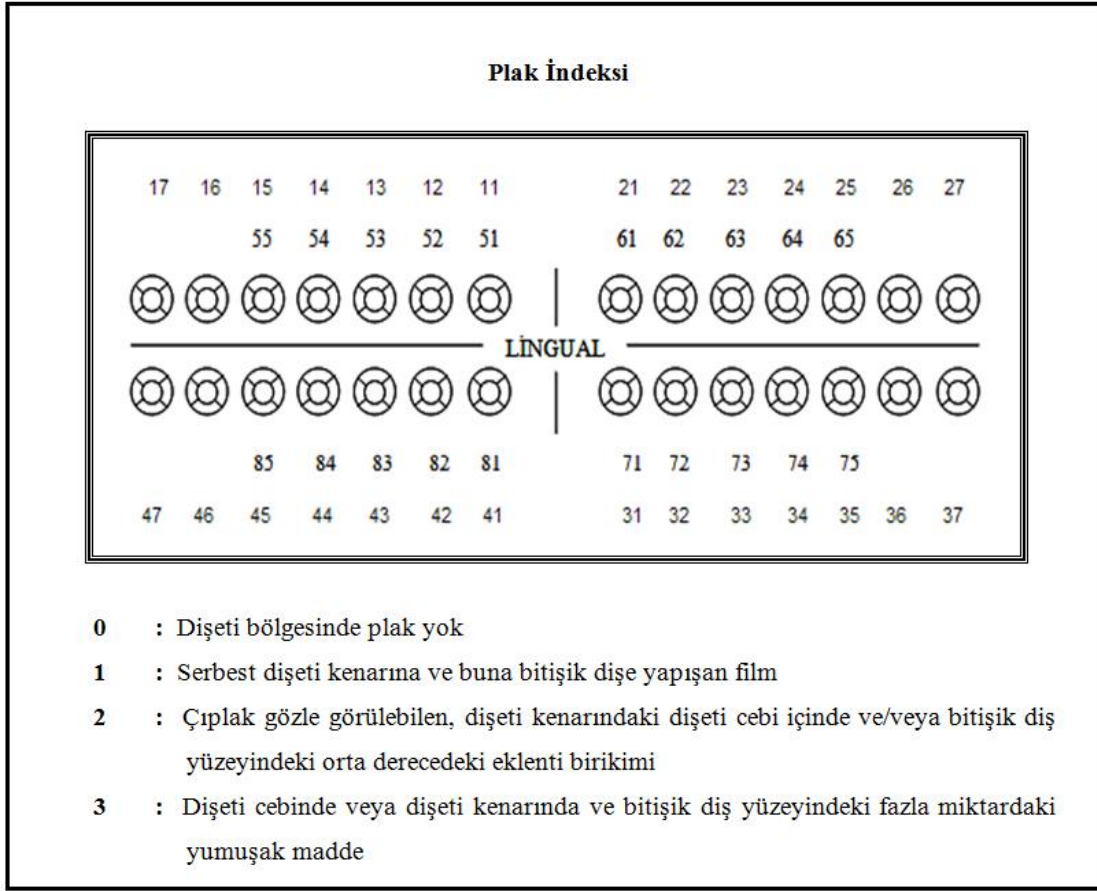 Plak İndeksi
17 16 15 14 13 12 11 21 22 23 24 25 26 27
55 54 53 52 51 61 62 63 64 65
LİNGUAL
85 84 83 82 81 71 72 73 74 75
47 46 45 44 43 42 41 31 32 33 34 35 36 37
0 : Dişeti bölgesinde plak yok
1 : Serbest dişeti kenarına ve buna bitişik dişe yapışan film
2 : Çıplak gözle görülebilen, dişeti kenarındaki dişeti cebi içinde ve/veya bitişik diş
yüzeyindeki orta derecedeki eklenti birikimi
3 : Dişeti cebinde veya dişeti kenarında ve bitişik diş yüzeyindeki fazla miktardaki
yumuşak madde